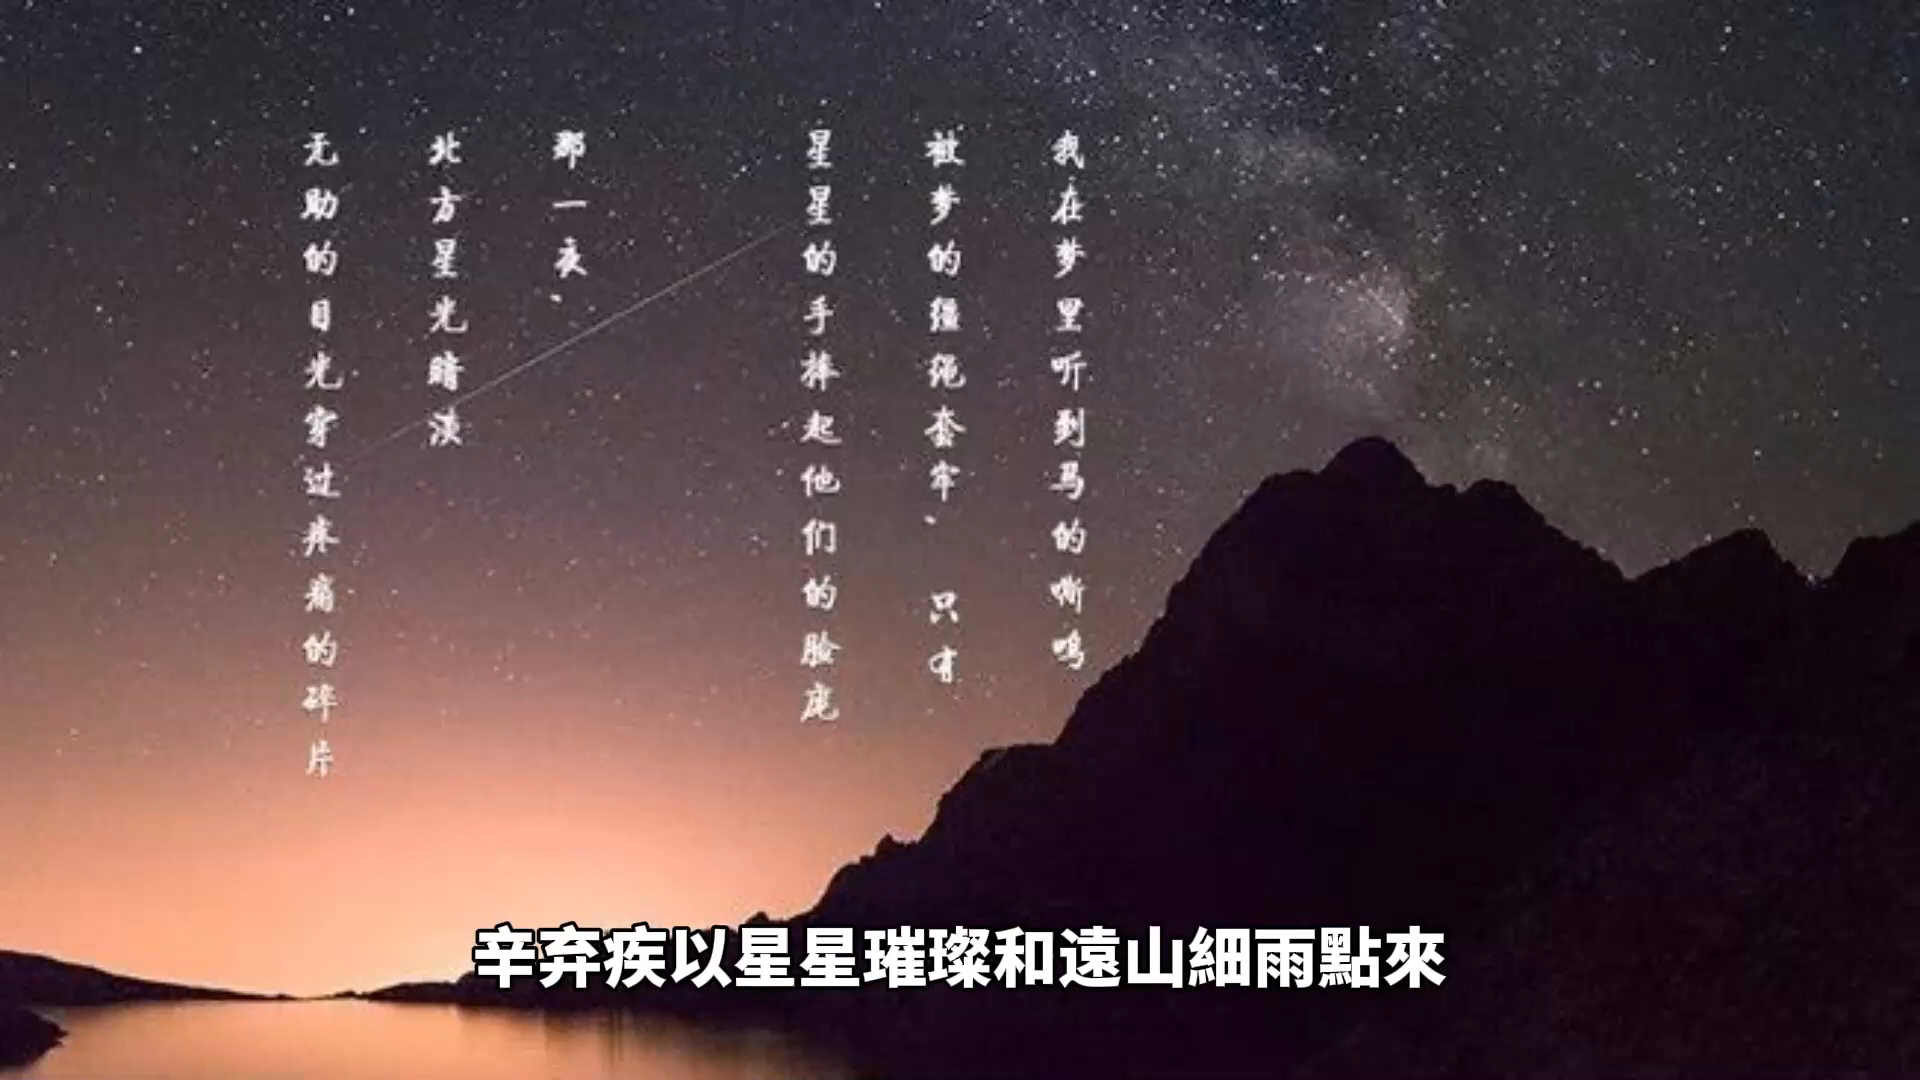 我在梦里听到马的嘶鸣
被梦的缰绳套牢、只有
星星的手捧起他们的脸庞
那一夜、
北方星光暗淡
无助的目光穿过疼痛的碎片
辛弃疾以星星璀璨和遠山細雨點來